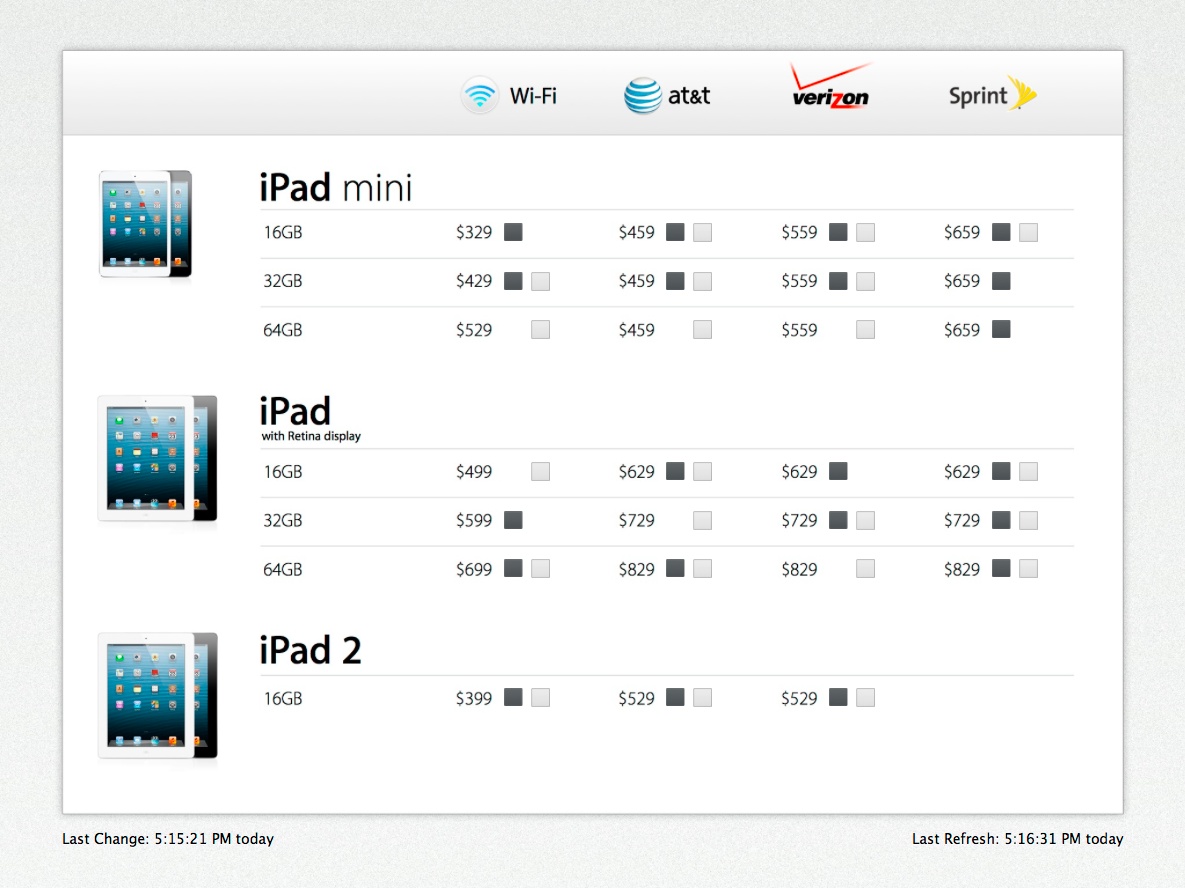 Wi-Fi at&t verizon Sprint
iPad mini
16GB $329 $459 $559 $659
32GB $429 $459 $559 $659
64GB $529 $459 $559 $659
iPad
with Retina display
16GB $499 $629 $629 $629
32GB $599 $729 $729 $729
64GB $699 $829 $829 $829
iPad 2
16GB $399 $529 $529
Last Change: 5:15:21 PM today Last Refresh: 5:16:31 PM today